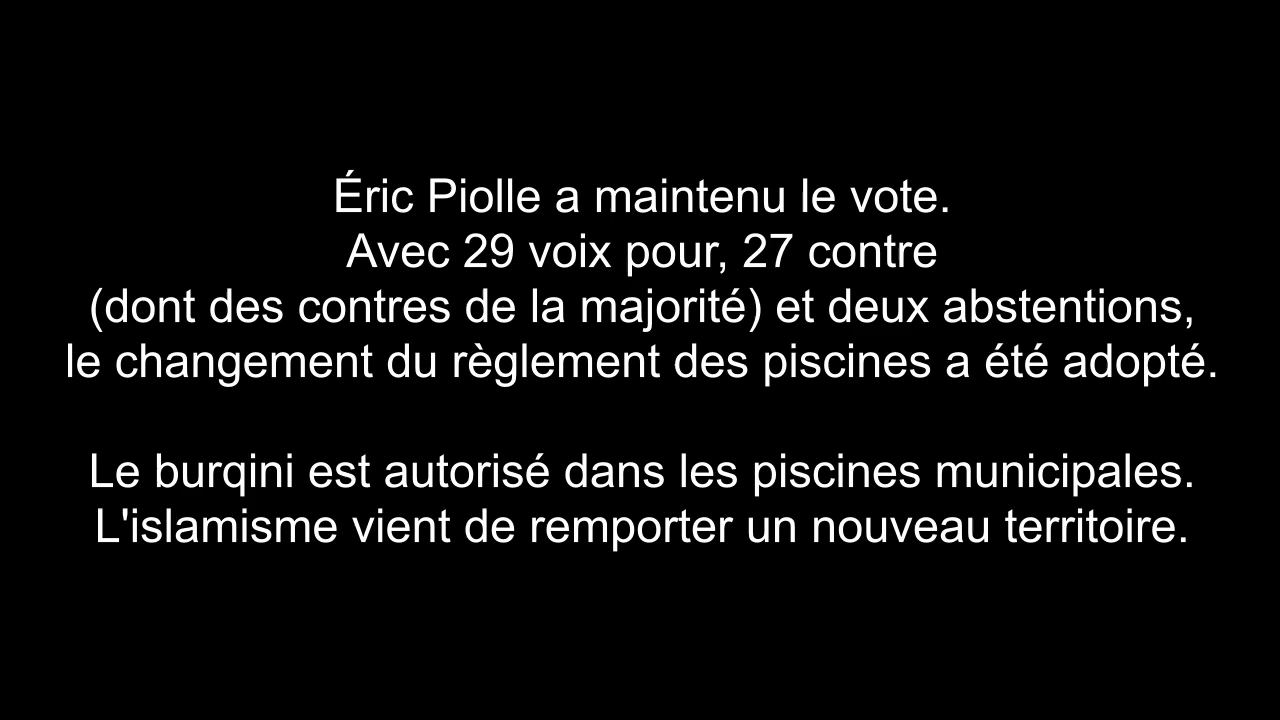 Éric Piolle a maintenu le vote.
Avec 29 voix pour, 27 contre
(dont des contres de la majorité) et deux abstentions,
le changement du règlement des piscines a été adopté.
Le burqini est autorisé dans les piscines municipales.
L'islamisme vient de remporter un nouveau territoire.